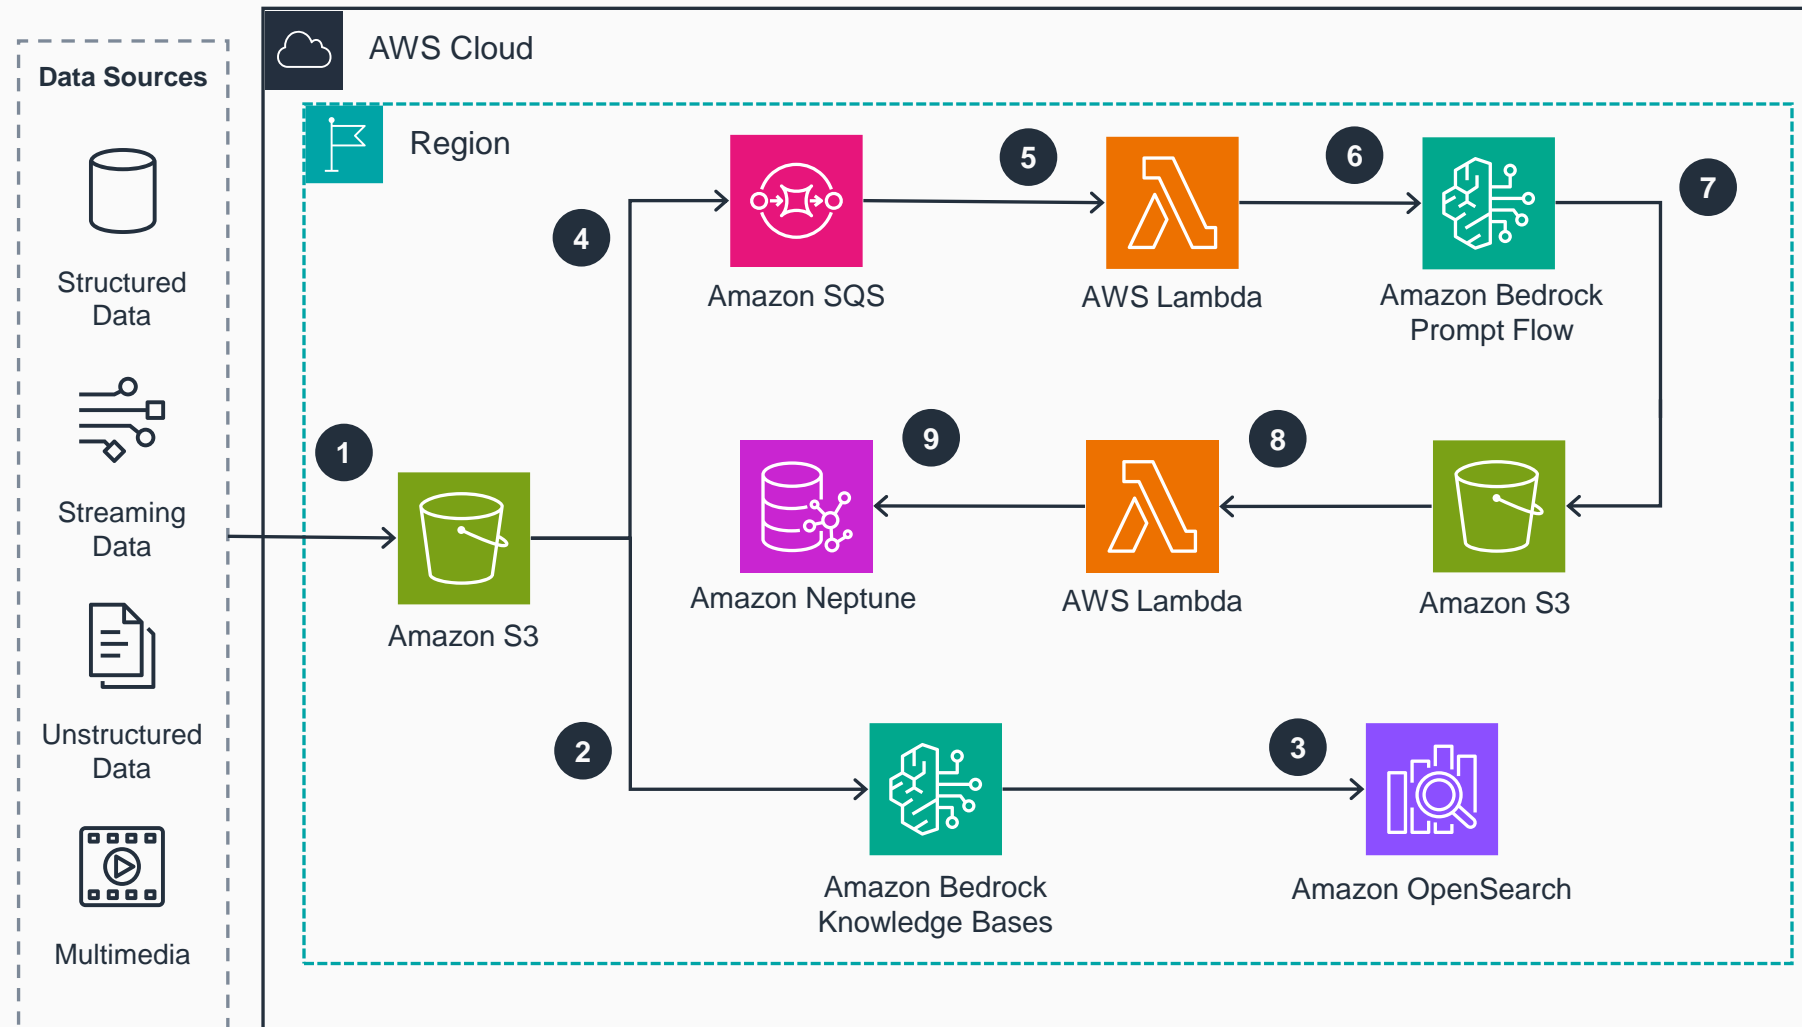 AWS Cloud
Data Sources
Region
Structured
Data
Streaming
Data
Unstructured
Data
Multimedia
1
Amazon S3
4
Amazon SQS
5
AWS Lambda
6
Amazon Bedrock
Prompt Flow
7
9
Amazon Neptune
8
AWS Lambda
Amazon S3
2
Amazon Bedrock
Knowledge Bases
3
Amazon OpenSearch